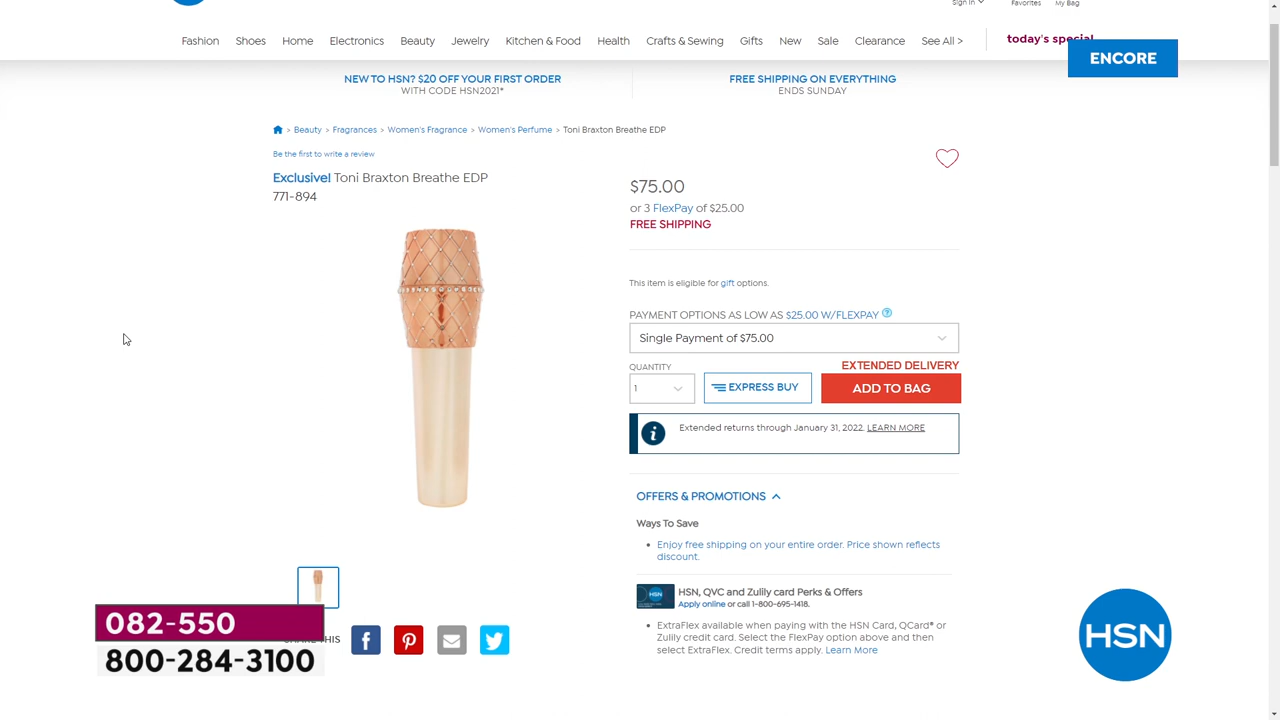 Sign In
Favorites
My Bag
Fashion Shoes Home Electronics Beauty Jewelry Kitchen & Food Health Crafts & Sewing Gifts New Sale Clearance See All >
today's special
ENCORE
NEW TO HSN? $20 OFF YOUR FIRST ORDER
WITH CODE HSN2021*
FREE SHIPPING ON EVERYTHING
ENDS SUNDAY
> Beauty > Fragrances > Women's Fragrance > Women's Perfume > Toni Braxton Breathe EDP
Be the first to write a review
Exclusive! Toni Braxton Breathe EDP
771-894
$75.00
or 3 FlexPay of $25.00
FREE SHIPPING
This item is eligible for gift options.
PAYMENT OPTIONS AS LOW AS $25.00 W/FLEXPAY ?
Single Payment of $75.00
QUANTITY
EXTENDED DELIVERY
1
EXPRESS BUY
ADD TO BAG
i
Extended returns through January 31, 2022. LEARN MORE
OFFERS & PROMOTIONS
Ways To Save
• Enjoy free shipping on your entire order. Price shown reflects
discount.
HSN
HSN, QVC and Zulily card Perks & Offers
Apply online or call 1-800-695-1418.
• ExtraFlex available when paying with the HSN Card, QCard® or
Zulily credit card. Select the FlexPay option above and then
select ExtraFlex. Credit terms apply. Learn More
082-550
800-284-3100
HSN